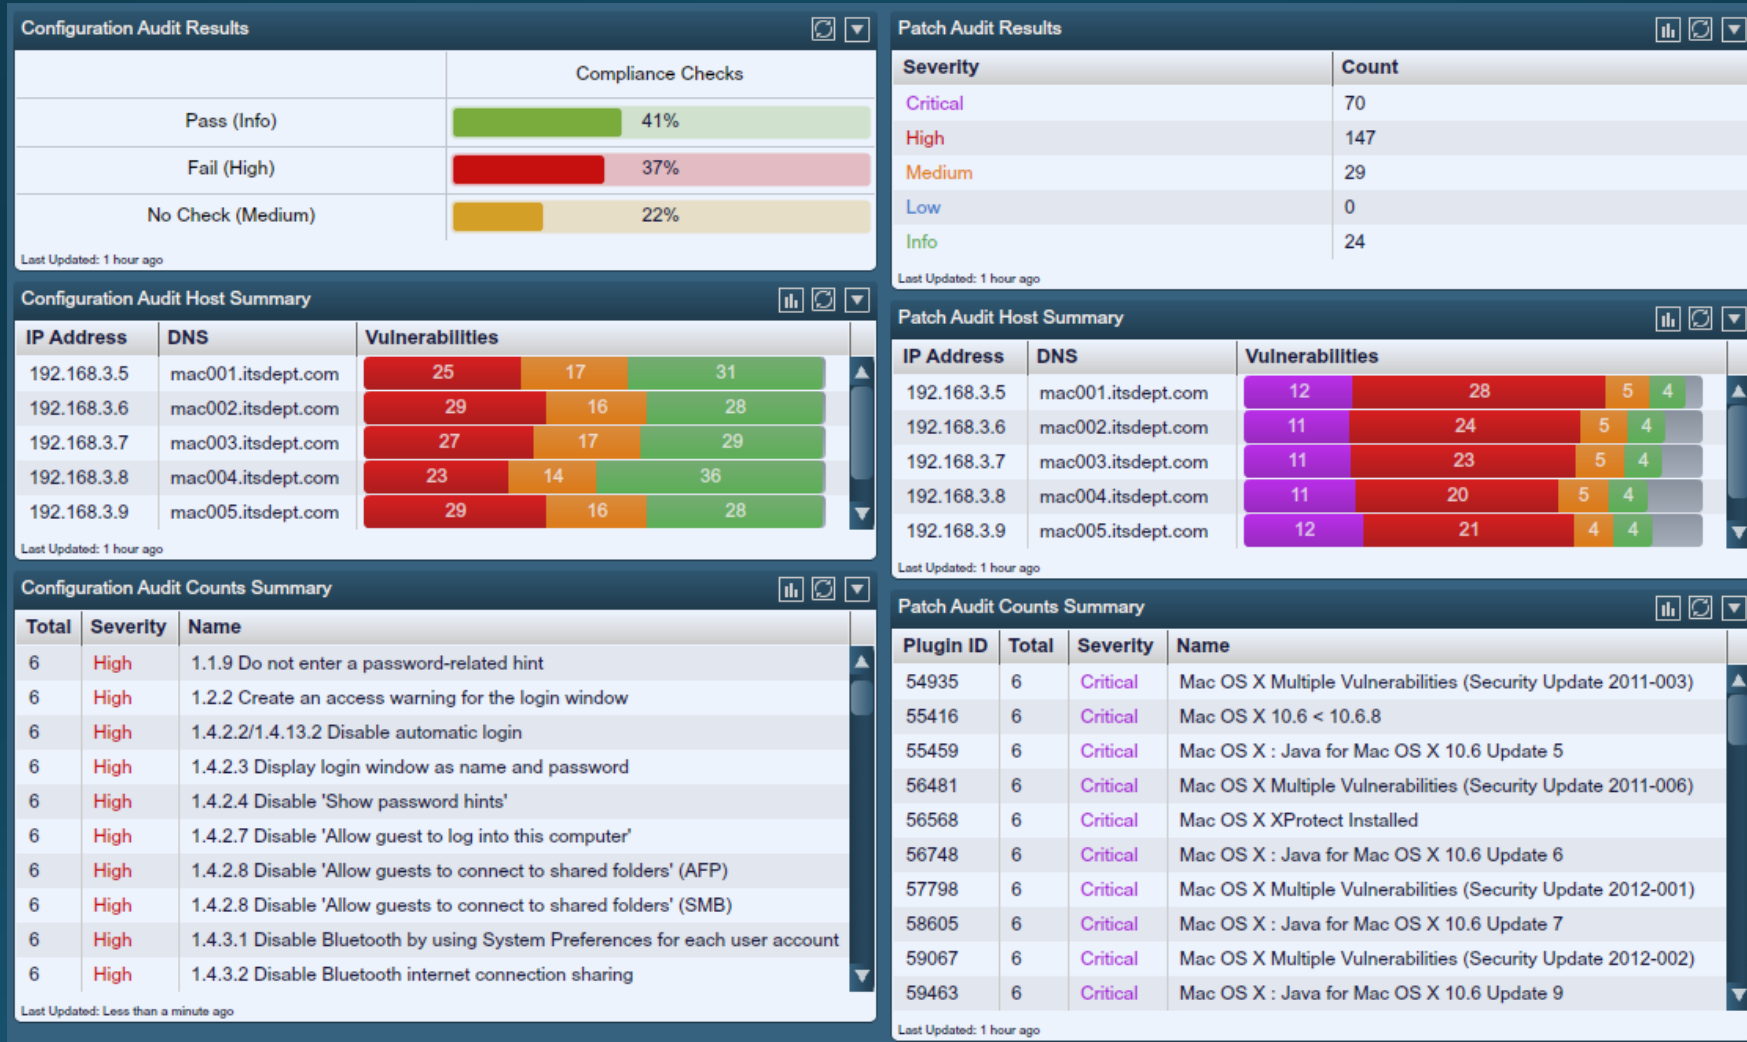 Configuration Audit Results
Compliance Checks
Pass (Info) 41%
Fail (High) 37%
No Check (Medium) 22%
Last Updated: 1 hour ago
Configuration Audit Host Summary
IP Address DNS Vulnerabilities
192.168.3.5 mac001.itsdept.com 25 17 31
192.168.3.6 mac002.itsdept.com 29 16 28
192.168.3.7 mac003.itsdept.com 27 17 29
192.168.3.8 mac004.itsdept.com 23 14 36
192.168.3.9 mac005.itsdept.com 29 16 28
Last Updated: 1 hour ago
Configuration Audit Counts Summary
Total Severity Name
6 High 1.1.9 Do not enter a password-related hint
6 High 1.2.2 Create an access warning for the login window
6 High 1.4.2.2/1.4.13.2 Disable automatic login
6 High 1.4.2.3 Display login window as name and password
6 High 1.4.2.4 Disable 'Show password hints'
6 High 1.4.2.7 Disable 'Allow guest to log into this computer'
6 High 1.4.2.8 Disable 'Allow guests to connect to shared folders' (AFP)
6 High 1.4.2.8 Disable 'Allow guests to connect to shared folders' (SMB)
6 High 1.4.3.1 Disable Bluetooth by using System Preferences for each user account
6 High 1.4.3.2 Disable Bluetooth internet connection sharing
Last Updated: Less than a minute ago
Patch Audit Results
Severity Count
Critical 70
High 147
Medium 29
Low 0
Info 24
Last Updated: 1 hour ago
Patch Audit Host Summary
IP Address DNS Vulnerabilities
192.168.3.5 mac001.itsdept.com 12 28 5 4
192.168.3.6 mac002.itsdept.com 11 24 5 4
192.168.3.7 mac003.itsdept.com 11 23 5 4
192.168.3.8 mac004.itsdept.com 11 20 5 4
192.168.3.9 mac005.itsdept.com 12 21 4 4
Last Updated: 1 hour ago
Patch Audit Counts Summary
Plugin ID Total Severity Name
54935 6 Critical Mac OS X Multiple Vulnerabilities (Security Update 2011-003)
55416 6 Critical Mac OS X 10.6 < 10.6.8
55459 6 Critical Mac OS X : Java for Mac OS X 10.6 Update 5
56481 6 Critical Mac OS X Multiple Vulnerabilities (Security Update 2011-006)
56568 6 Critical Mac OS X XProtect Installed
56748 6 Critical Mac OS X : Java for Mac OS X 10.6 Update 6
57798 6 Critical Mac OS X Multiple Vulnerabilities (Security Update 2012-001)
58605 6 Critical Mac OS X : Java for Mac OS X 10.6 Update 7
59067 6 Critical Mac OS X Multiple Vulnerabilities (Security Update 2012-002)
59463 6 Critical Mac OS X : Java for Mac OS X 10.6 Update 9
Last Updated: 1 hour ago